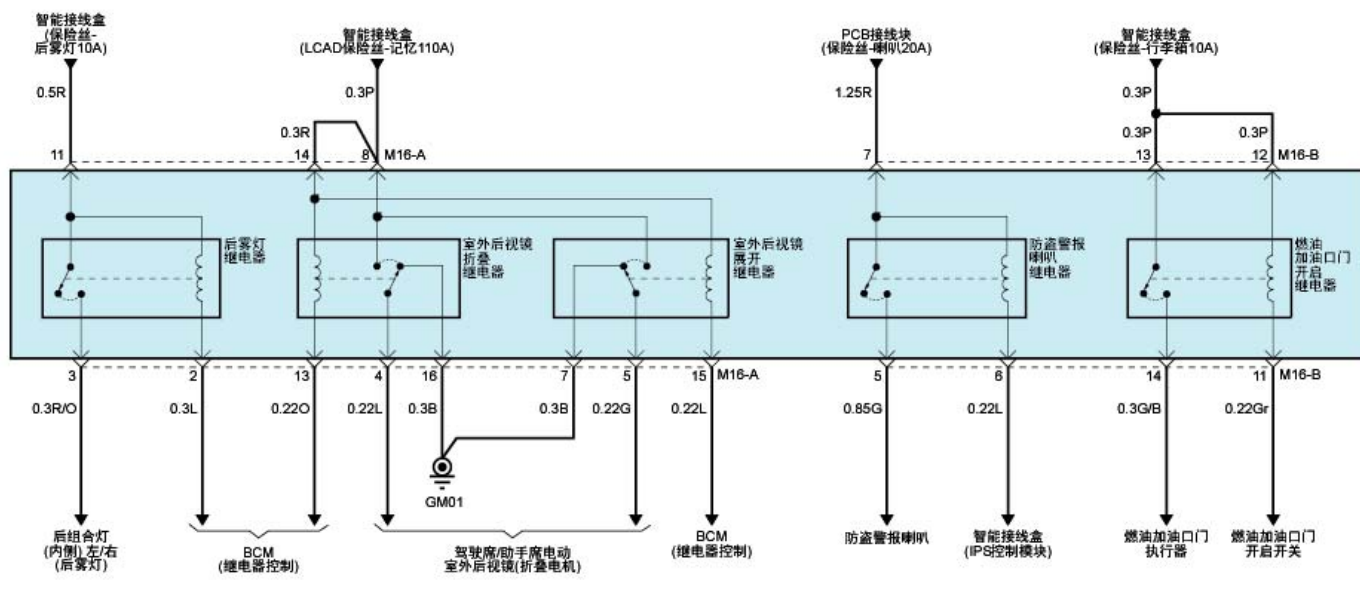 智能接线盒
(保险丝-
后雾灯10A)
智能接线盒
(LCAD保险丝-记忆110A)
PCB接线块
(保险丝-喇叭20A)
智能接线盒
(保险丝-行李箱10A)
0.5R
0.3P
1.25R
0.3P
0.3R
0.3P
0.3P
11
14
8
M16-A
7
13
12
M16-B
后雾灯
继电器
室外后视镜
折叠
继电器
室外后视镜
展开
继电器
防盗警报
喇叭
继电器
燃油
加油口门
开启
继电器
3
2
13
4
16
7
5
15
M16-A
5
6
14
11
M16-B
0.3R/O
0.3L
0.22O
0.22L
0.3B
0.3B
0.22G
0.22L
0.85G
0.22L
0.3G/B
0.22Gr
GM01
后组合灯
(内侧) 左/右
(后雾灯)
BCM
(继电器控制)
驾驶席/助手席电动
室外后视镜(折叠电机)
BCM
(继电器控制)
防盗警报喇叭
智能接线盒
(IPS控制模块)
燃油加油口门
执行器
燃油加油口门
开启开关